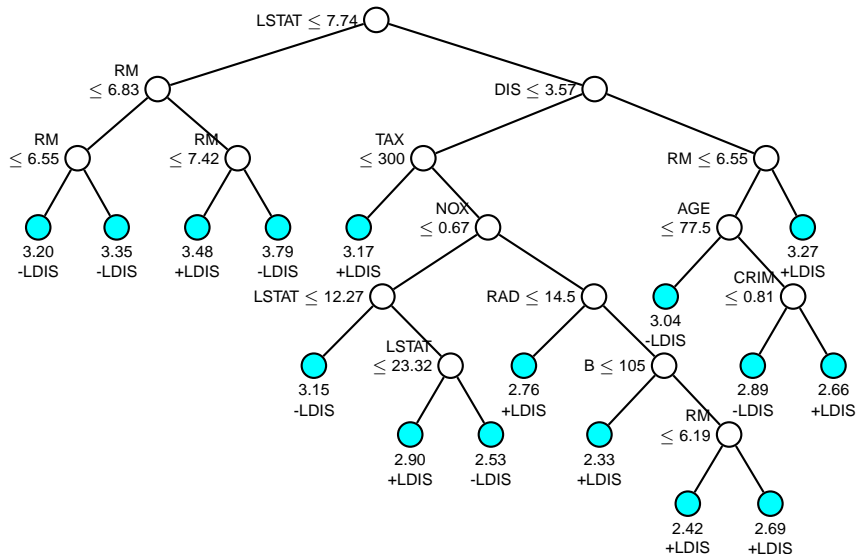 LSTAT ≤ 7.74
RM
≤ 6.83
DIS ≤ 3.57
RM
≤ 6.55
RM
≤ 7.42
TAX
≤ 300
RM ≤ 6.55
3.20
-LDIS
3.35
-LDIS
3.48
+LDIS
3.79
-LDIS
3.17
+LDIS
NOX
≤ 0.67
AGE
≤ 77.5
3.27
+LDIS
LSTAT ≤ 12.27
RAD ≤ 14.5
3.04
-LDIS
CRIM
≤ 0.81
3.15
-LDIS
LSTAT
≤ 23.32
2.76
+LDIS
B ≤ 105
2.89
-LDIS
2.66
+LDIS
2.90
+LDIS
2.53
-LDIS
2.33
+LDIS
RM
≤ 6.19
2.42
+LDIS
2.69
+LDIS